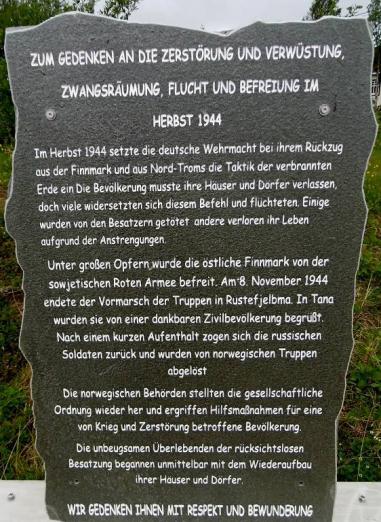 ZUM GEDENKEN AN DIE ZERSTÖRUNG UND VERWÜSTUNG,
ZWANGSRÄUMUNG, FLUCHT UND BEFREIUNG IM
HERBST 1944
Im Herbst 1944 setzte die deutsche Wehrmacht bei ihrem Rückzug
aus der Finnmark und aus Nord-Troms die Taktik der verbrannten
Erde ein Die Bevölkerung musste ihre Häuser und Dörfer verlassen,
doch viele widersetzten sich diesem Befehl und flüchteten. Einige
wurden von den Besatzern getötet andere verloren ihr Leben
aufgrund der Anstrengungen.
Unter großen Opfern wurde die östliche Finnmark von der
sowjetischen Roten Armee befreit. Am 8. November 1944
endete der Vormarsch der Truppen in Rustefjelbma. In Tana
wurden sie von einer dankbaren Zivilbevölkerung begrüßt.
Nach einem kurzen Aufenthalt zogen sich die russischen
Soldaten zurück und wurden von norwegischen Truppen
abgelöst
Die norwegischen Behörden stellten die gesellschaftliche
Ordnung wieder her und ergriffen Hilfsmaßnahmen für eine
von Krieg und Zerstörung betroffene Bevölkerung.
Die unbeugsamen Überlebenden der rücksichtslosen
Besatzung begannen unmittelbar mit dem Wiederaufbau
ihrer Häuser und Dörfer.
WIR GEDENKEN IHNEN MIT RESPEKT UND BEWUNDERUNG